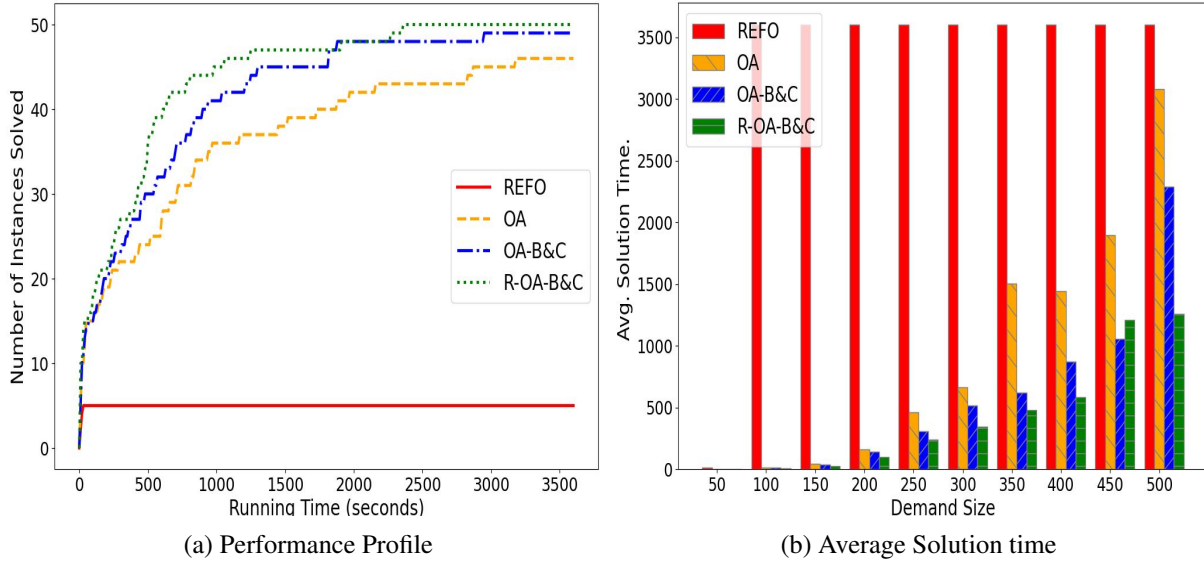 Number of Instances Solved
50
40
30
20
10
0
REFO
OA
OA-B&C
R-OA-B&C
0 500 1000 1500 2000 2500 3000 3500
Running Time (seconds)
(a) Performance Profile
Avg. Solution Time.
3500
3000
2500
2000
1500
1000
500
0
REFO
OA
OA-B&C
R-OA-B&C
50 100 150 200 250 300 350 400 450 500
Demand Size
(b) Average Solution time